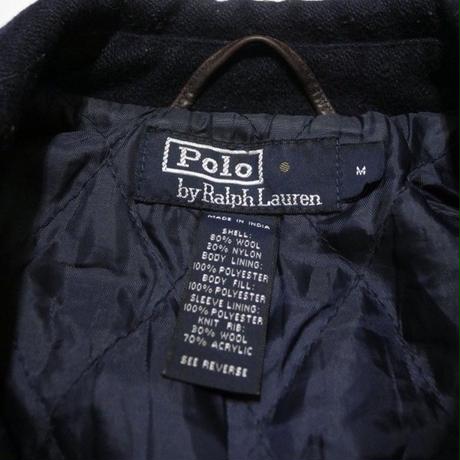 Polo
by Ralph Lauren
M
MADE IN INDIA
SHELL:
80% WOOL
20% NYLON
BODY LINING:
100% POLYESTER
BODY FILL:
100% POLYESTER
SLEEVE LINING:
100% POLYESTER
KNIT RIB:
30% WOOL
70% ACRYLIC
SEE REVERSE